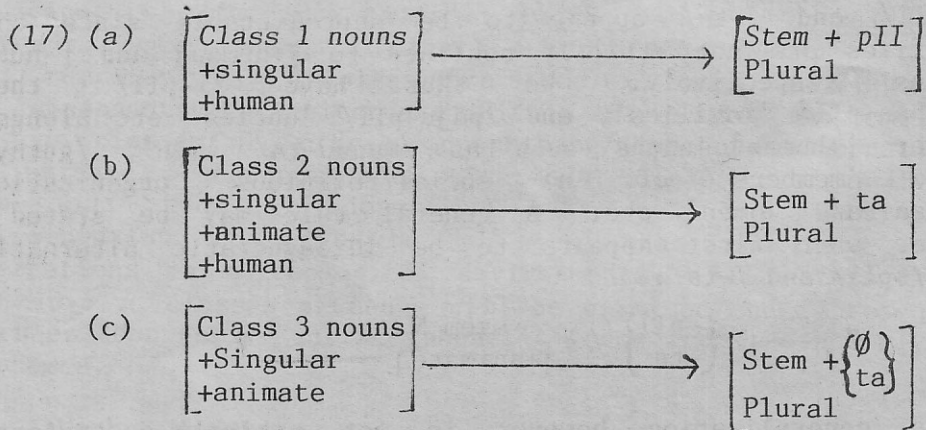 (17) (a) [Class 1 nouns → [Stem + pII]
+singular Plural
+human]
(b) [Class 2 nouns
+singular → [Stem + ta
+animate Plural]
+human]
(c) [Class 3 nouns
+Singular → [Stem + {Ø
+animate] ta}
Plural]